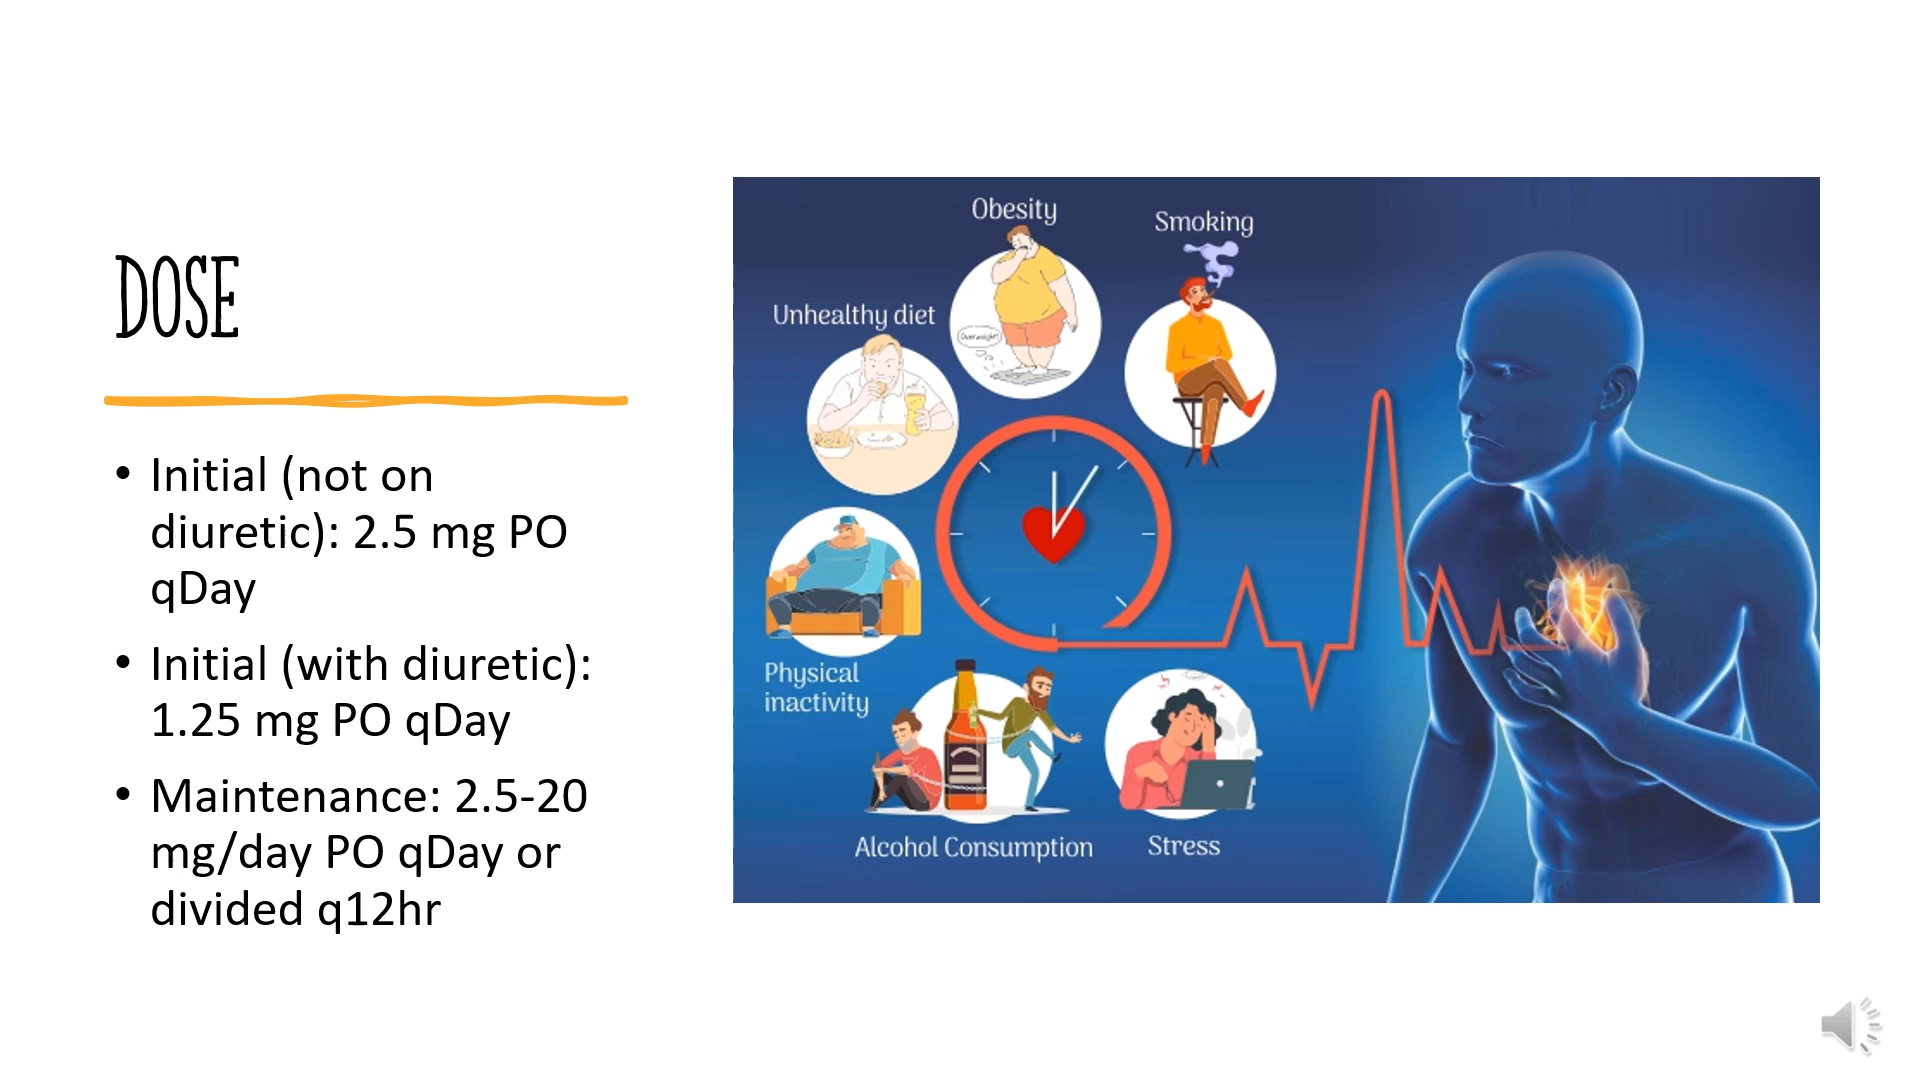 DOSE
• Initial (not on
diuretic): 2.5 mg PO
qDay
• Initial (with diuretic):
1.25 mg PO qDay
• Maintenance: 2.5-20
mg/day PO qDay or
divided q12hr
Obesity
Smoking
Unhealthy diet
Overweight!
Physical
inactivity
Alcohol Consumption
Stress